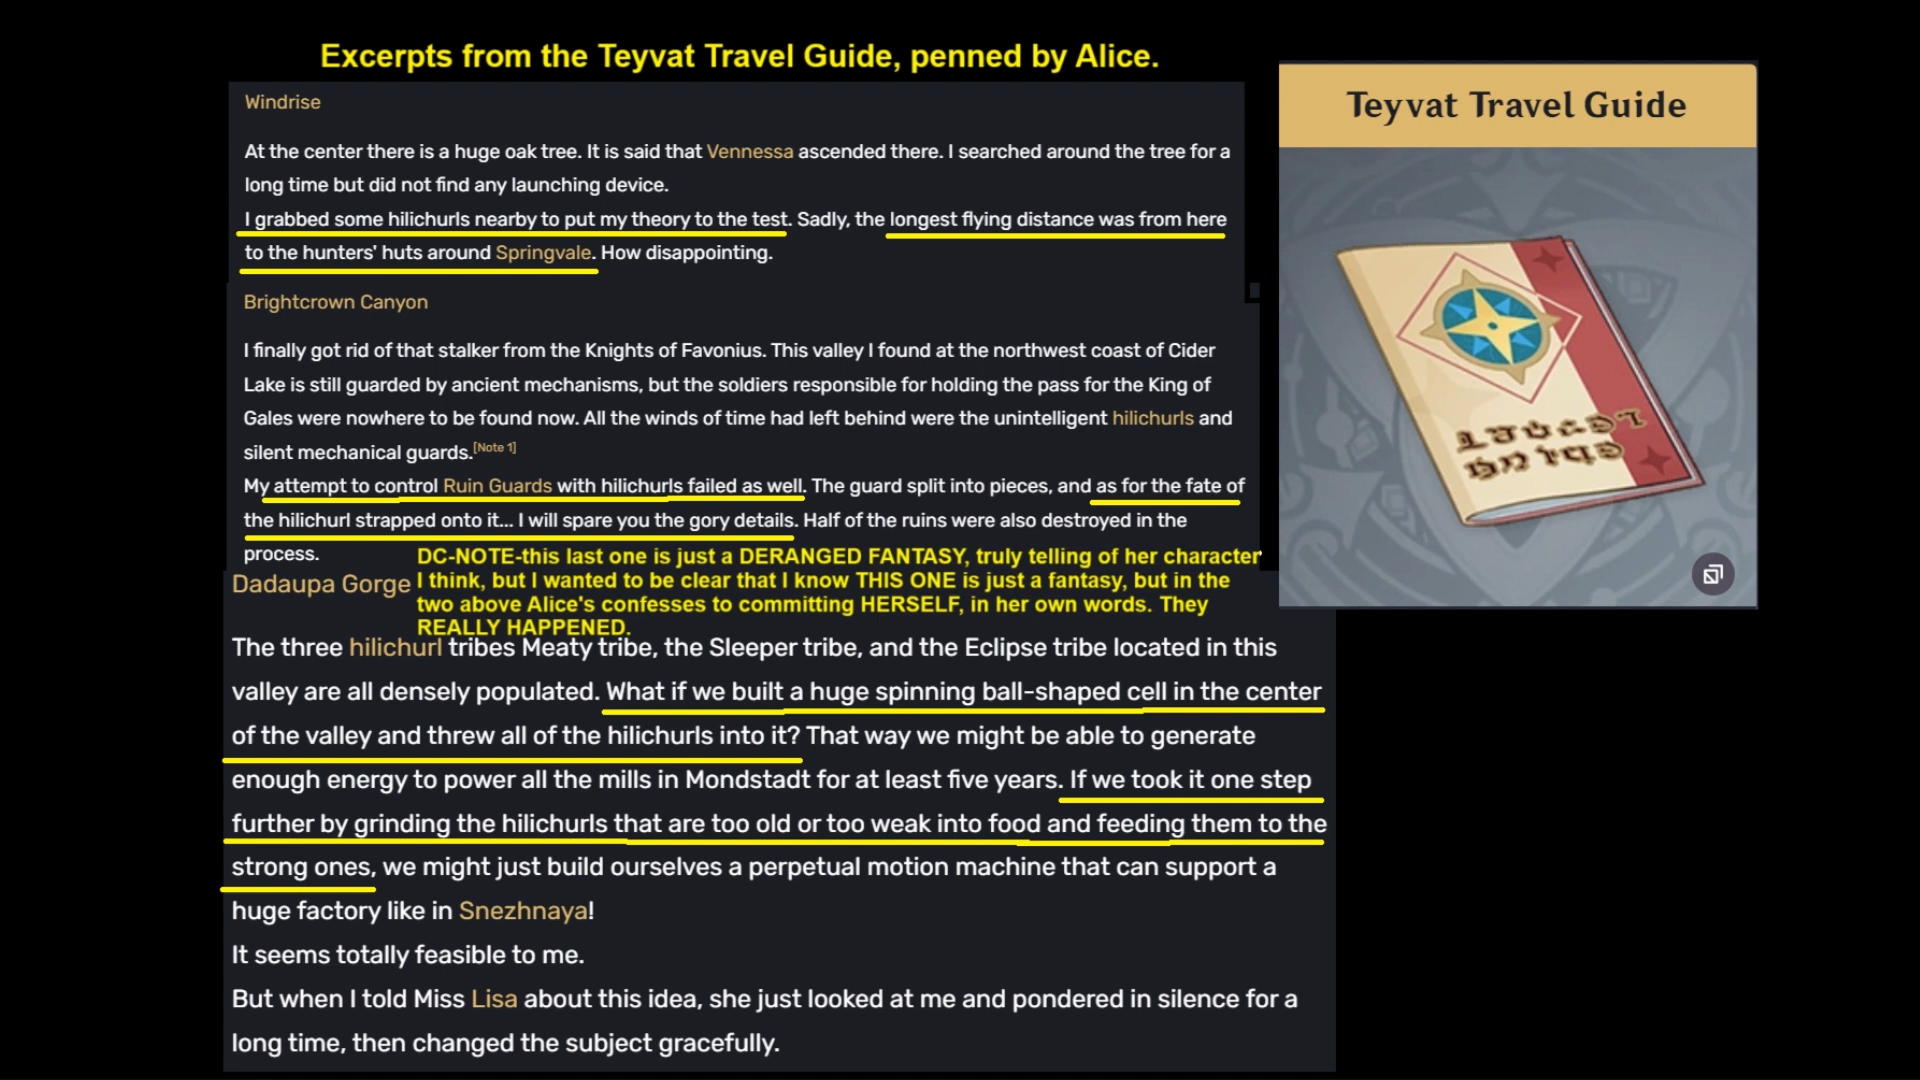 Excerpts from the Teyvat Travel Guide, penned by Alice.
Windrise
At the center there is a huge oak tree. It is said that Vennessa ascended there. I searched around the tree for a
long time but did not find any launching device.
I grabbed some hilichurls nearby to put my theory to the test. Sadly, the longest flying distance was from here
to the hunters' huts around Springvale. How disappointing.
Brightcrown Canyon
I finally got rid of that stalker from the Knights of Favonius. This valley I found at the northwest coast of Cider
Lake is still guarded by ancient mechanisms, but the soldiers responsible for holding the pass for the King of
Gales were nowhere to be found now. All the winds of time had left behind were the unintelligent hilichurls and
silent mechanical guards.[Note 1]
My attempt to control Ruin Guards with hilichurls failed as well. The guard split into pieces, and as for the fate of
the hilichurl strapped onto it... I will spare you the gory details. Half of the ruins were also destroyed in the
process.
DC-NOTE-this last one is just a DERANGED FANTASY, truly telling of her character
I think, but I wanted to be clear that I know THIS ONE is just a fantasy, but in the
two above Alice's confesses to committing HERSELF, in her own words. They
REALLY HAPPENED.
Dadaupa Gorge
The three hilichurl tribes Meaty tribe, the Sleeper tribe, and the Eclipse tribe located in this
valley are all densely populated. What if we built a huge spinning ball-shaped cell in the center
of the valley and threw all of the hilichurls into it? That way we might be able to generate
enough energy to power all the mills in Mondstadt for at least five years. If we took it one step
further by grinding the hilichurls that are too old or too weak into food and feeding them to the
strong ones, we might just build ourselves a perpetual motion machine that can support a
huge factory like in Snezhnaya!
It seems totally feasible to me.
But when I told Miss Lisa about this idea, she just looked at me and pondered in silence for a
long time, then changed the subject gracefully.
Teyvat Travel Guide